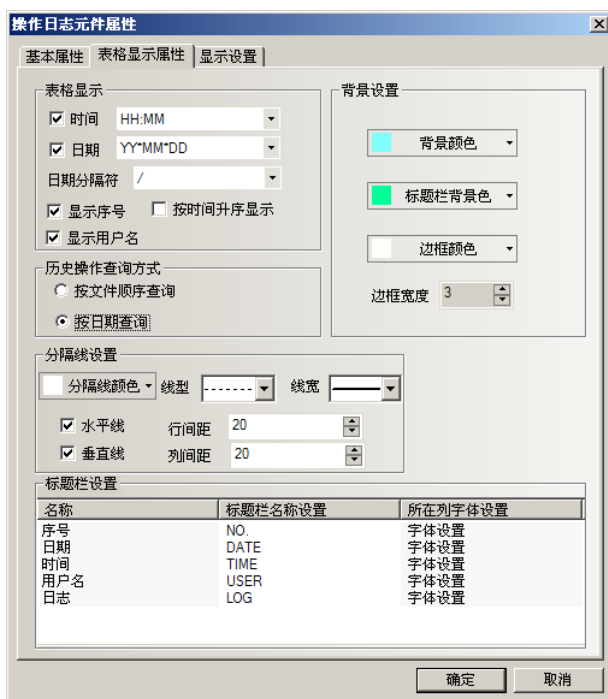 操作日志元件属性
基本属性 表格显示属性 显示设置
表格显示
时间 HH:MM
日期 YY*MM*DD
日期分隔符 /
显示序号 按时间升序显示
显示用户名
历史操作查询方式
按文件顺序查询
按日期查询
背景设置
背景颜色
标题栏背景色
边框颜色
边框宽度 3
分隔线设置
分隔线颜色 线型 线宽
水平线 行间距 20
垂直线 列间距 20
标题栏设置
名称 标题栏名称设置 所在列字体设置
序号 NO. 字体设置
日期 DATE 字体设置
时间 TIME 字体设置
用户名 USER 字体设置
日志 LOG 字体设置
确定 取消